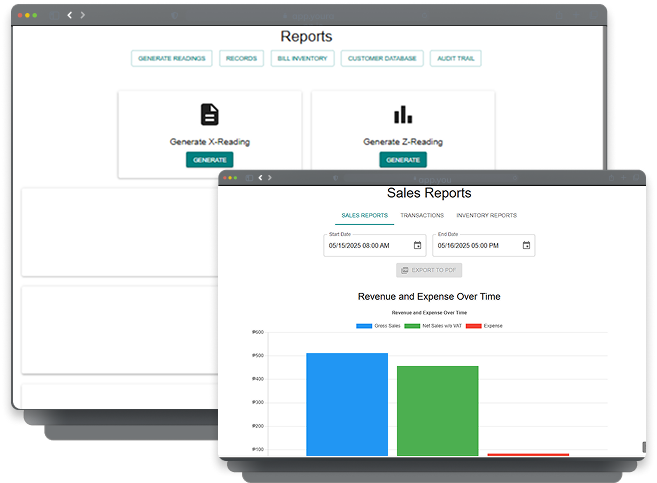 Reports
GENERATE READINGS RECORDS BILL INVENTORY CUSTOMER DATABASE AUDIT TRAIL
Generate X-Reading Generate Z-Reading
GENERATE GENERATE
Sales Reports
SALES REPORTS TRANSACTIONS INVENTORY REPORTS
Start Date End Date
05/15/2025 08:00 AM 05/16/2025 05:00 PM
EXPORT TO PDF
Revenue and Expense Over Time
Revenue and Expense Over Time
Gross Sales Net Sales w/o VAT Expense
₱600
₱500
₱400
₱300
₱200
₱100